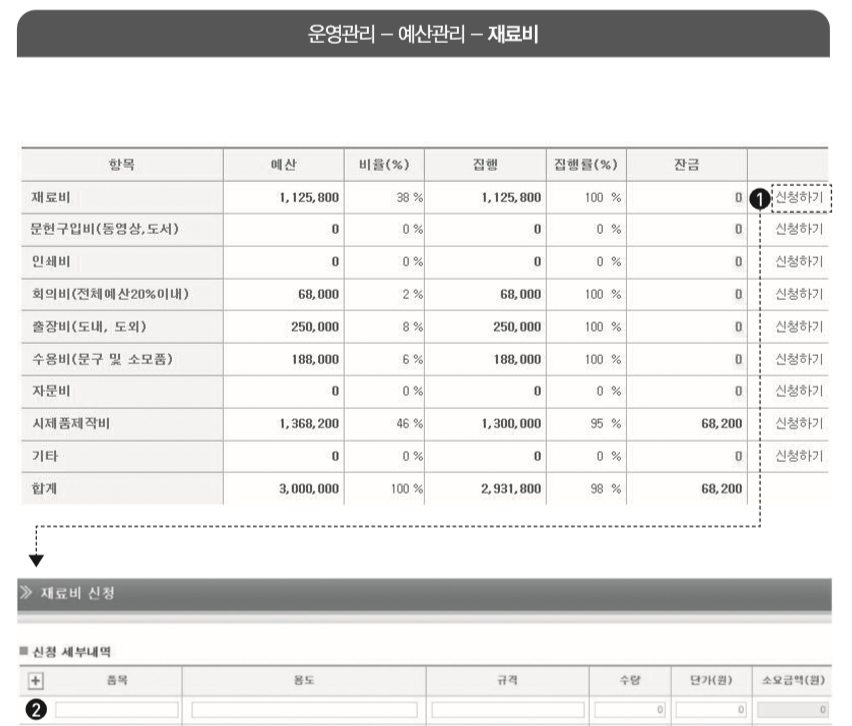 운영관리 – 예산관리 – 재료비
항목 예산 비율(%) 집행 집행률(%) 잔금
재료비 1,125,800 38 % 1,125,800 100 % 0 ❶ 신청하기
문헌구입비(동영상,도서) 0 0 % 0 0 % 0 신청하기
인쇄비 0 0 % 0 0 % 0 신청하기
회의비(전체예산20%이내) 68,000 2 % 68,000 100 % 0 신청하기
출장비(도내, 도외) 250,000 8 % 250,000 100 % 0 신청하기
수용비(문구 및 소모품) 188,000 6 % 188,000 100 % 0 신청하기
자문비 0 0 % 0 0 % 0 신청하기
시제품제작비 1,368,200 46 % 1,300,000 95 % 68,200 신청하기
기타 0 0 % 0 0 % 0 신청하기
합계 3,000,000 100 % 2,931,800 98 % 68,200
재료비 신청
■ 신청 세부내역
+ 품목 용도 규격 수량 단가(원) 소요금액(원)
❷ 0 0 0